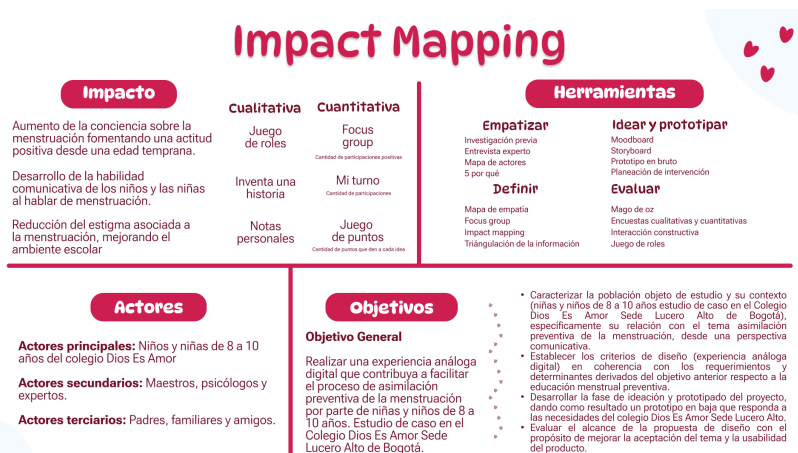 Impact Mapping
Impacto
Cualitativa
Cuantitativa
Aumento de la conciencia sobre la
menstruación fomentando una actitud
positiva desde una edad temprana.
Juego
de roles
Focus
group
Cantidad de participaciones positivas
Desarrollo de la habilidad
comunicativa de los niños y las niñas
al hablar de menstruación.
Inventa una
historia
Mi turno
Cantidad de participaciones
Reducción del estigma asociada a
la menstruación, mejorando el
ambiente escolar
Notas
personales
Juego
de puntos
Cantidad de puntos que den a cada idea
Herramientas
Empatizar
Investigación previa
Entrevista experto
Mapa de actores
5 por qué
Idear y prototipar
Moodboard
Storyboard
Prototipo en bruto
Planeación de intervención
Definir
Mapa de empatía
Focus group
Impact mapping
Triángulación de la información
Evaluar
Mago de oz
Encuestas cualitativas y cuantitativas
Interacción constructiva
Juego de roles
Actores
Actores principales: Niños y niñas de 8 a 10
años del colegio Dios Es Amor
Actores secundarios: Maestros, psicólogos y
expertos.
Actores terciarios: Padres, familiares y amigos.
Objetivos
Objetivo General
Realizar una experiencia análoga
digital que contribuya a facilitar
el proceso de asimilación
preventiva de la menstruación
por parte de niñas y niños de 8 a
10 años. Estudio de caso en el
Colegio Dios Es Amor Sede
Lucero Alto de Bogotá.
• Caracterizar la población objeto de estudio y su contexto
(niñas y niños de 8 a 10 años estudio de caso en el Colegio
Dios Es Amor Sede Lucero Alto de Bogotá),
específicamente su relación con el tema asimilación
preventiva de la menstruación, desde una perspectiva
comunicativa.
• Establecer los criterios de diseño (experiencia análoga
digital) en coherencia con los requerimientos y
determinantes derivados del objetivo anterior respecto a la
educación menstrual preventiva.
• Desarrollar la fase de ideación y prototipado del proyecto,
dando como resultado un prototipo en baja que responda a
las necesidades del colegio Dios Es Amor Sede Lucero Alto.
• Evaluar el alcance de la propuesta de diseño con el
propósito de mejorar la aceptación del tema y la usabilidad
del producto.